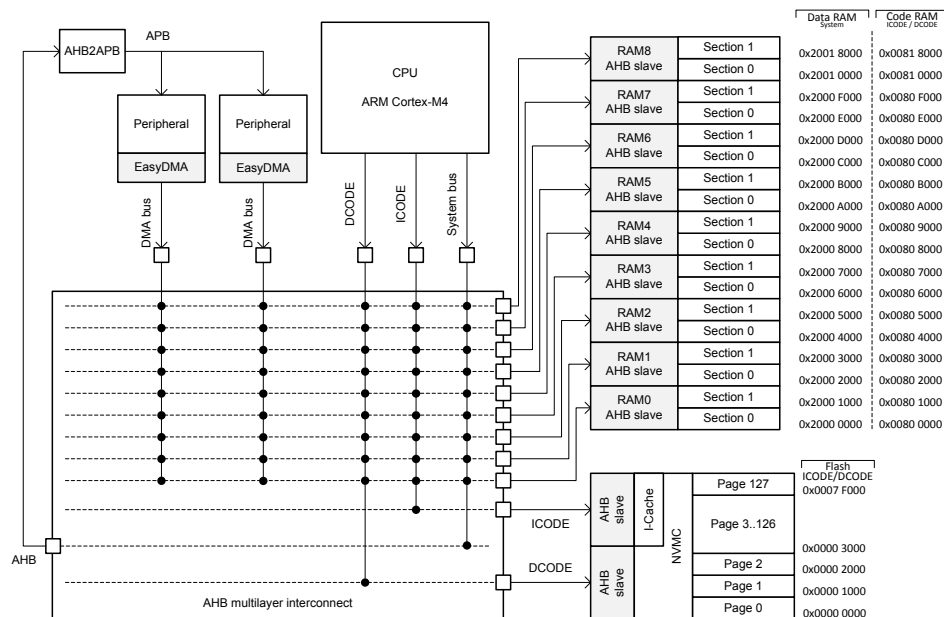 Data RAM
System
Code RAM
ICODE / DCODE
AHB2APB
APB
CPU
ARM Cortex-M4
Peripheral
EasyDMA
Peripheral
EasyDMA
DMA bus
DMA bus
DCODE
ICODE
System bus
RAM8
AHB slave
Section 1
0x2001 8000
0x0081 8000
Section 0
0x2001 0000
0x0081 0000
RAM7
AHB slave
Section 1
0x2000 F000
0x0080 F000
Section 0
0x2000 E000
0x0080 E000
RAM6
AHB slave
Section 1
0x2000 D000
0x0080 D000
Section 0
0x2000 C000
0x0080 C000
RAM5
AHB slave
Section 1
0x2000 B000
0x0080 B000
Section 0
0x2000 A000
0x0080 A000
RAM4
AHB slave
Section 1
0x2000 9000
0x0080 9000
Section 0
0x2000 8000
0x0080 8000
RAM3
AHB slave
Section 1
0x2000 7000
0x0080 7000
Section 0
0x2000 6000
0x0080 6000
RAM2
AHB slave
Section 1
0x2000 5000
0x0080 5000
Section 0
0x2000 4000
0x0080 4000
RAM1
AHB slave
Section 1
0x2000 3000
0x0080 3000
Section 0
0x2000 2000
0x0080 2000
RAM0
AHB slave
Section 1
0x2000 1000
0x0080 1000
Section 0
0x2000 0000
0x0080 0000
Flash
ICODE/DCODE
ICODE
AHB
slave
I-Cache
NVMC
Page 127
0x0007 F000
Page 3..126
0x0000 3000
AHB
DCODE
AHB
slave
Page 2
0x0000 2000
Page 1
0x0000 1000
Page 0
0x0000 0000
AHB multilayer interconnect